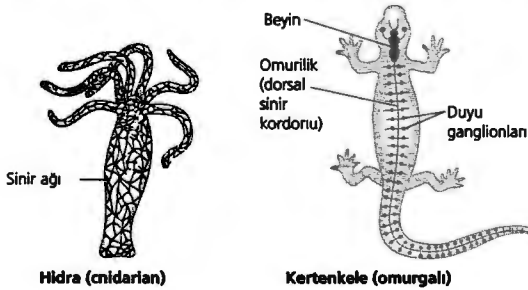 Sinir ağı
Hidra (cnidarian)
Beyin
Omurilik
(dorsal
sinir
kordonu)
Duyu
ganglionları
Kertenkele (omurgalı)